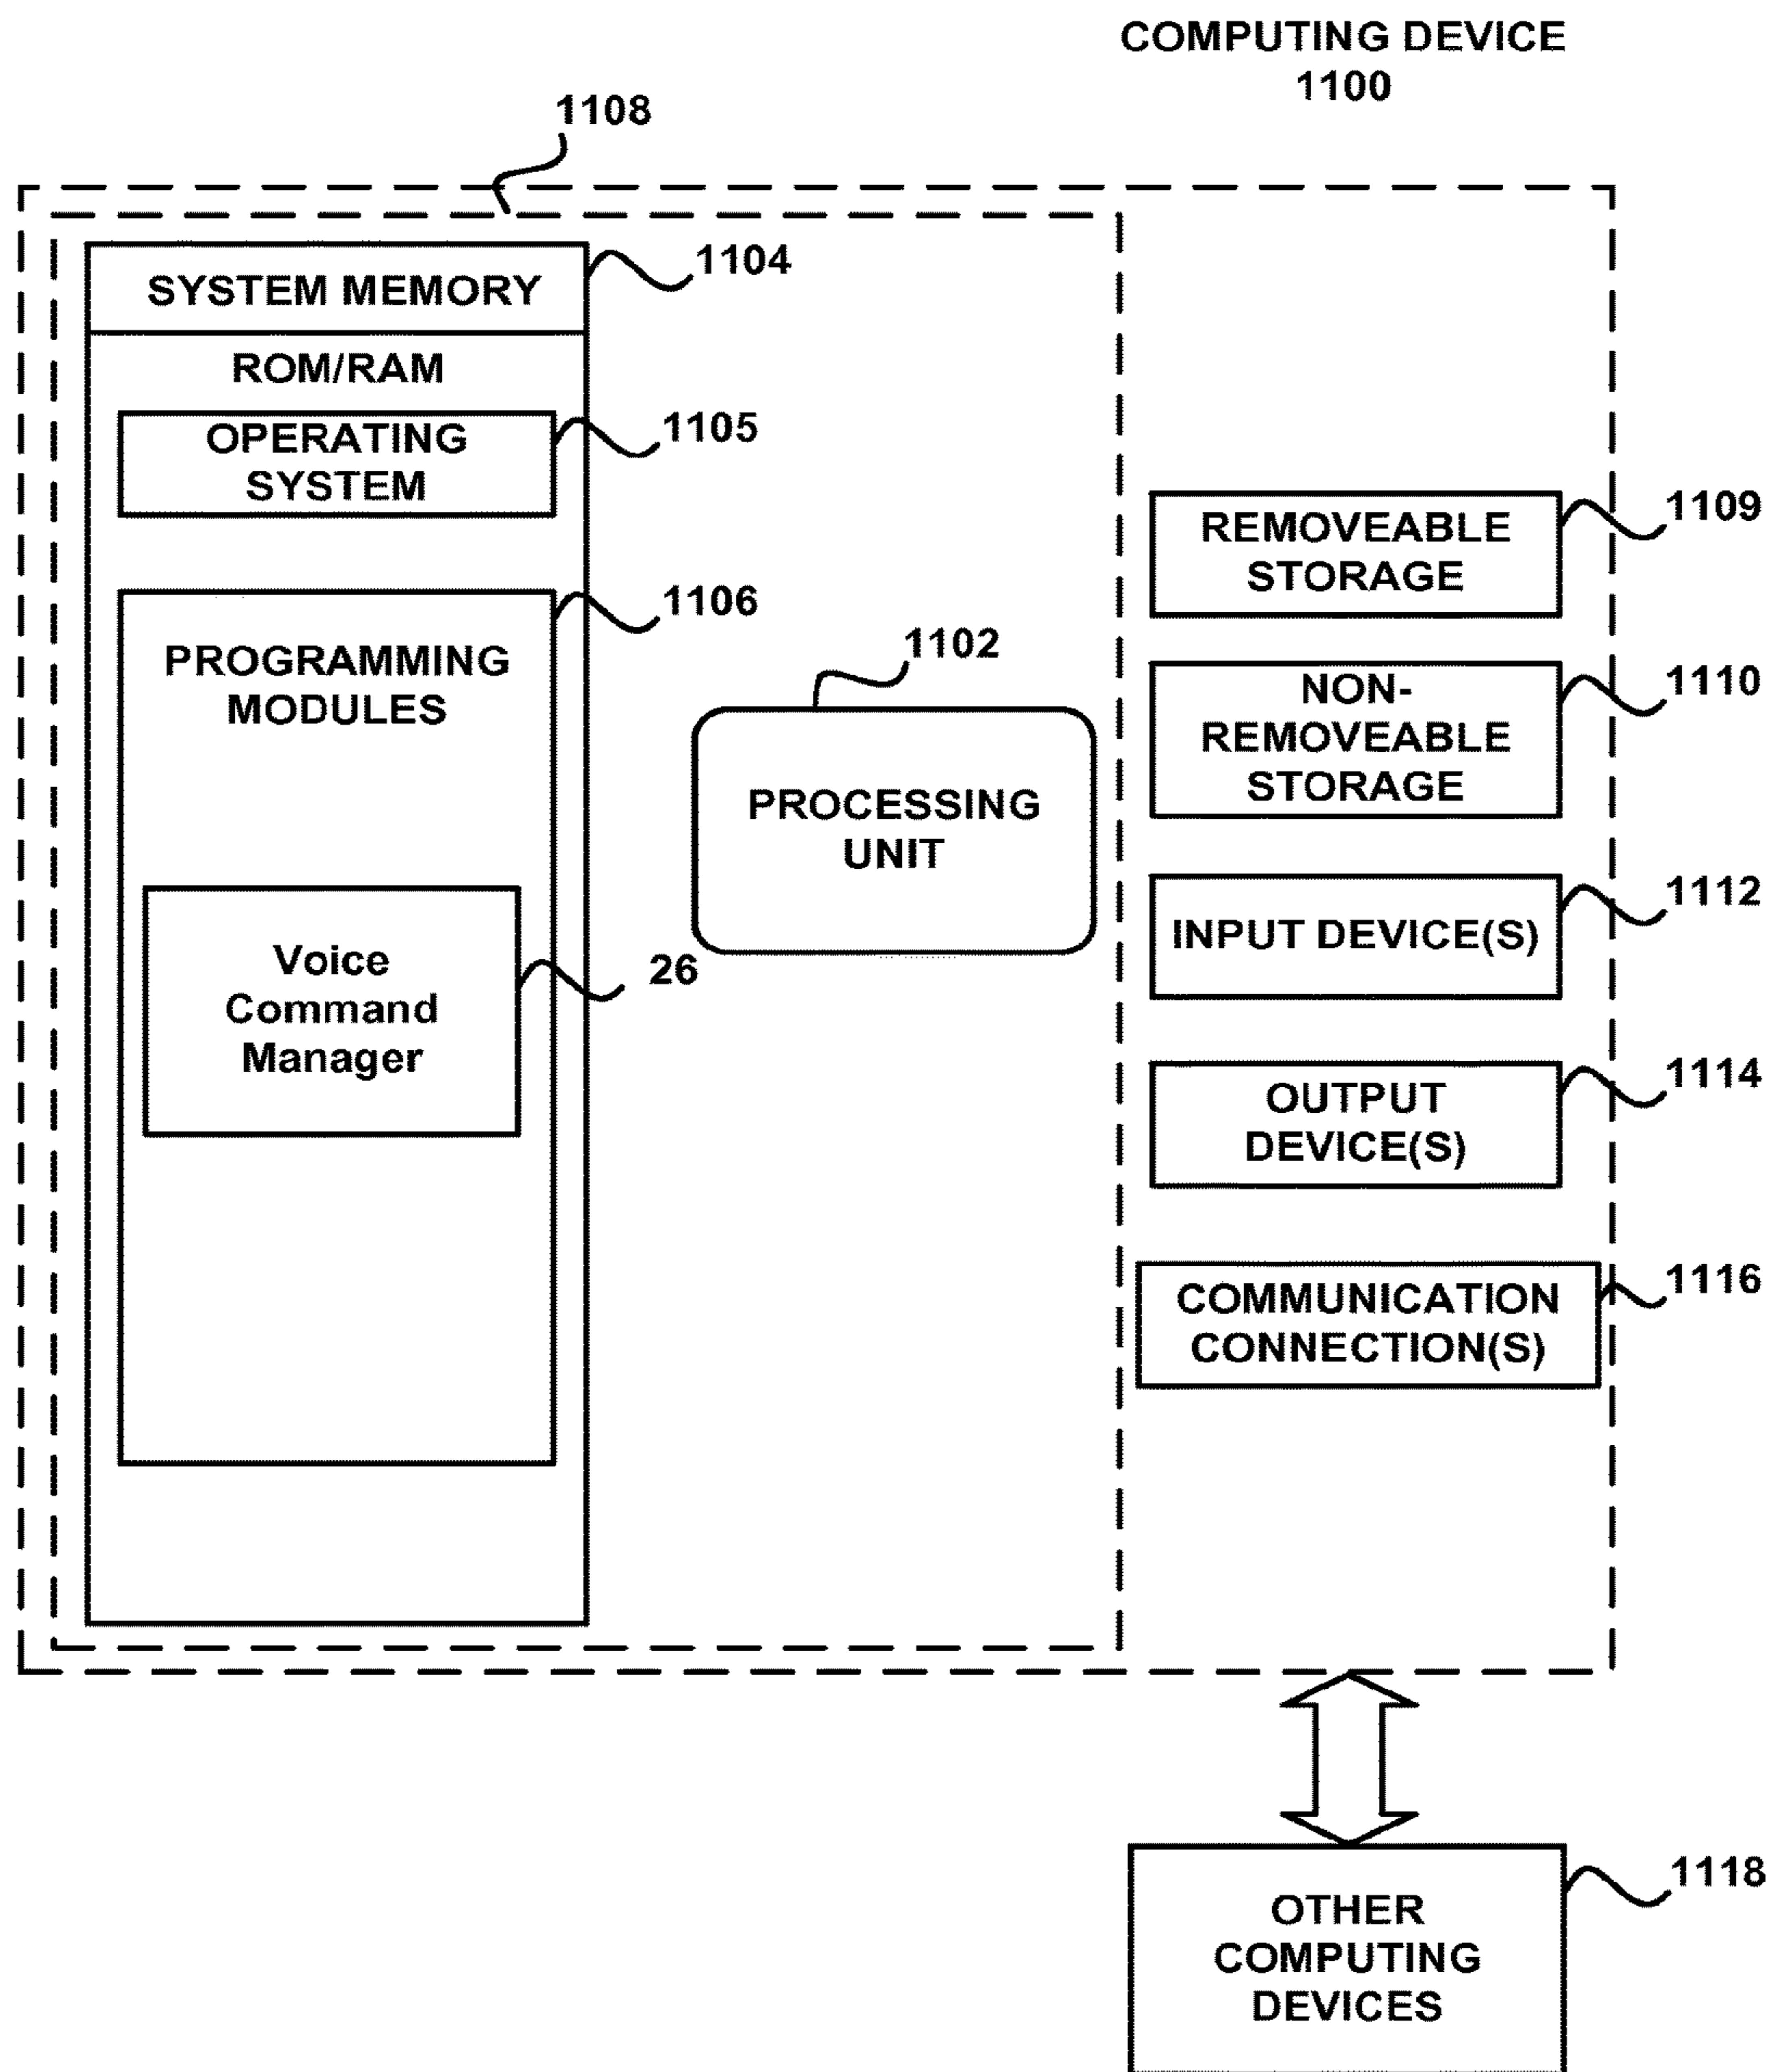 COMPUTING DEVICE
1100
1108
SYSTEM MEMORY
1104
ROM/RAM
OPERATING
SYSTEM
1105
PROGRAMMING
MODULES
1106
Voice
Command
Manager
26
1102
PROCESSING
UNIT
REMOVEABLE
STORAGE
1109
NON-
REMOVEABLE
STORAGE
1110
INPUT DEVICE(S)
1112
OUTPUT
DEVICE(S)
1114
COMMUNICATION
CONNECTION(S)
1116
OTHER
COMPUTING
DEVICES
1118